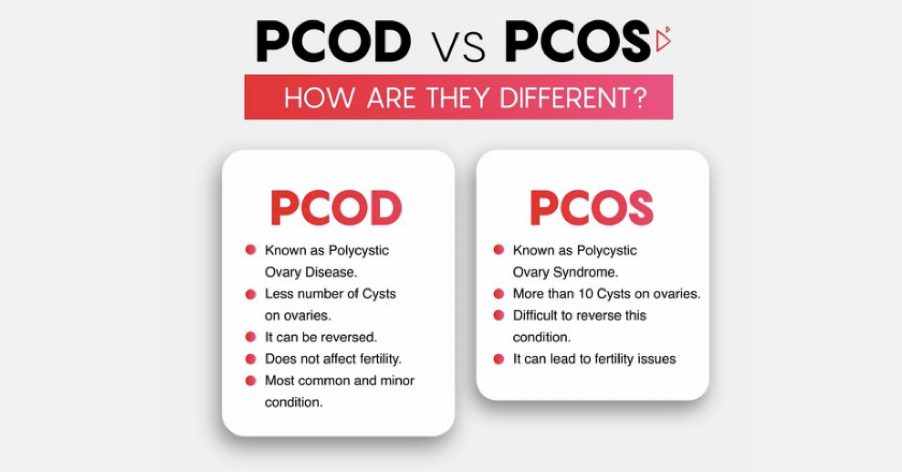 PCOD VS PCOS
HOW ARE THEY DIFFERENT?
PCOD
Known as Polycystic
Ovary Disease.
Less number of Cysts
on ovaries.
It can be reversed.
Does not affect fertility.
Most common and minor
condition.
PCOS
Known as Polycystic
Ovary Syndrome.
More than 10 Cysts on ovaries.
Difficult to reverse this
condition.
It can lead to fertility issues